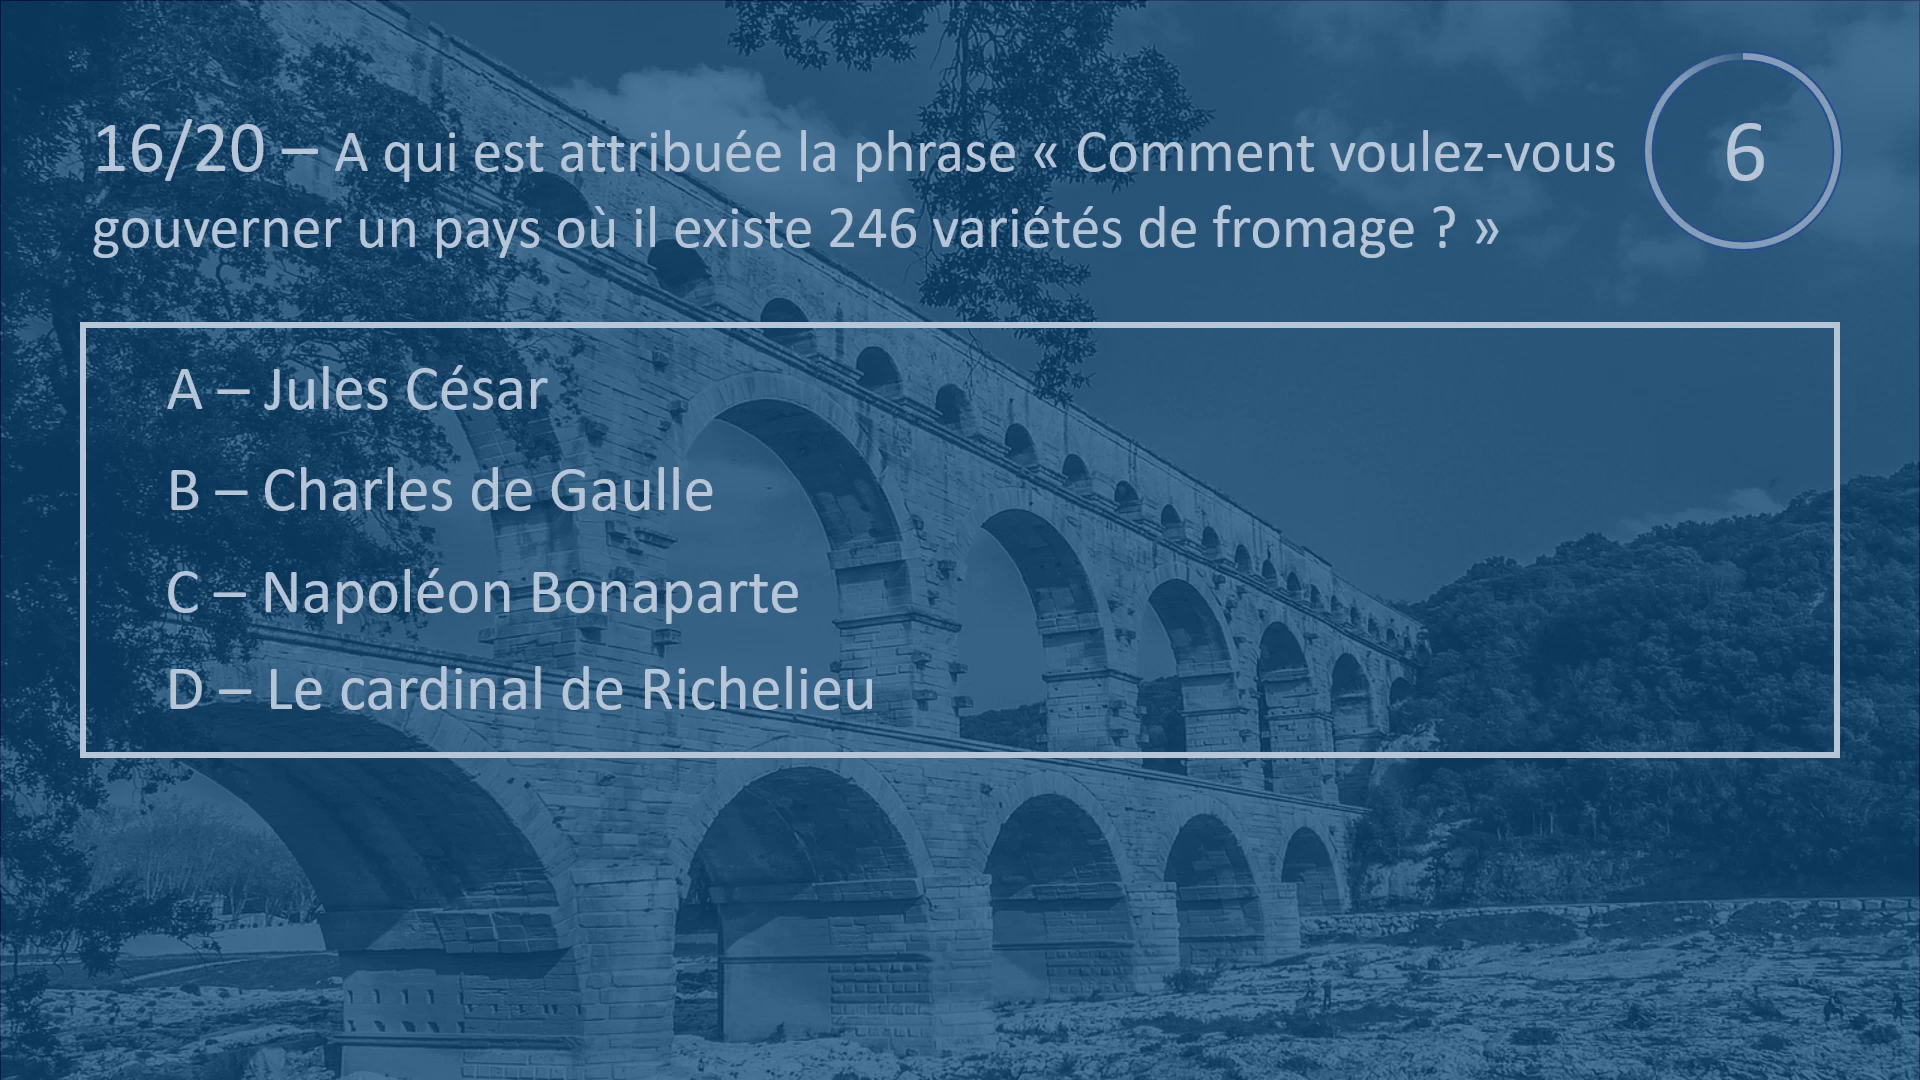 16/20 – A qui est attribuée la phrase « Comment voulez-vous
gouverner un pays où il existe 246 variétés de fromage ? »
6
A – Jules César
B – Charles de Gaulle
C – Napoléon Bonaparte
D – Le cardinal de Richelieu